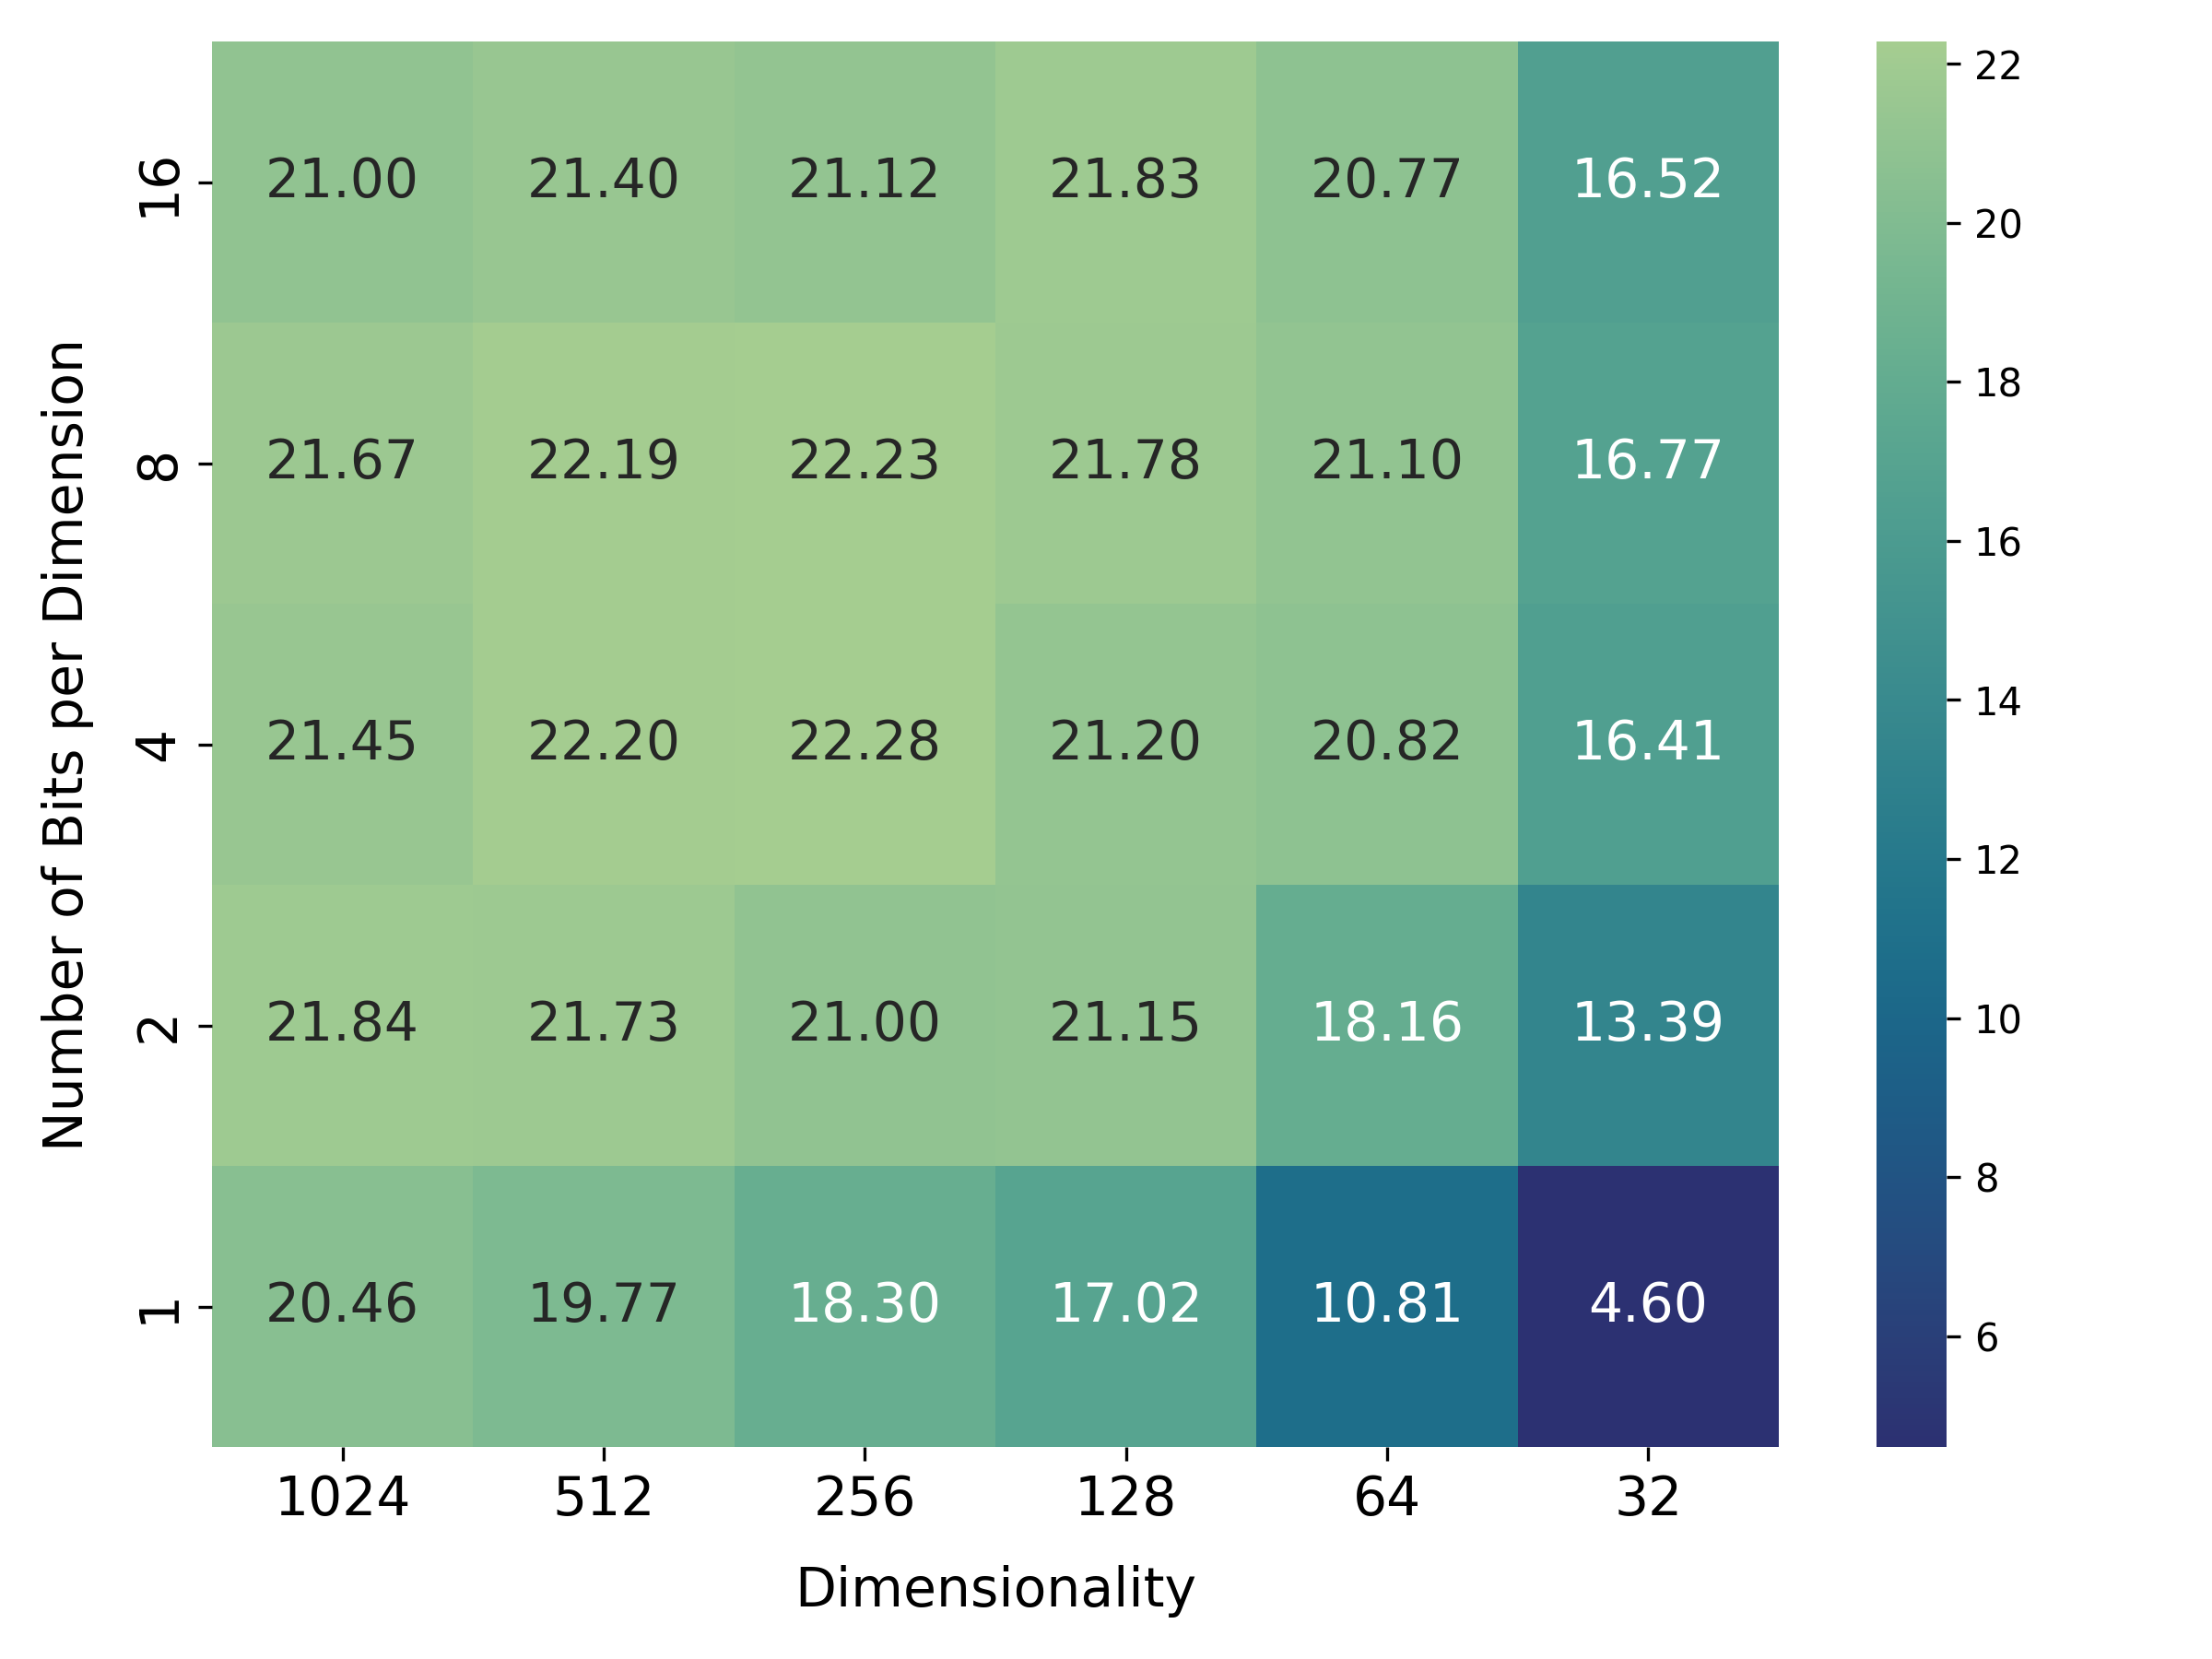 Number of Bits per Dimension
16 21.00 21.40 21.12 21.83 20.77 16.52
8 21.67 22.19 22.23 21.78 21.10 16.77
4 21.45 22.20 22.28 21.20 20.82 16.41
2 21.84 21.73 21.00 21.15 18.16 13.39
1 20.46 19.77 18.30 17.02 10.81 4.60
1024 512 256 128 64 32
Dimensionality
22
20
18
16
14
12
10
8
6